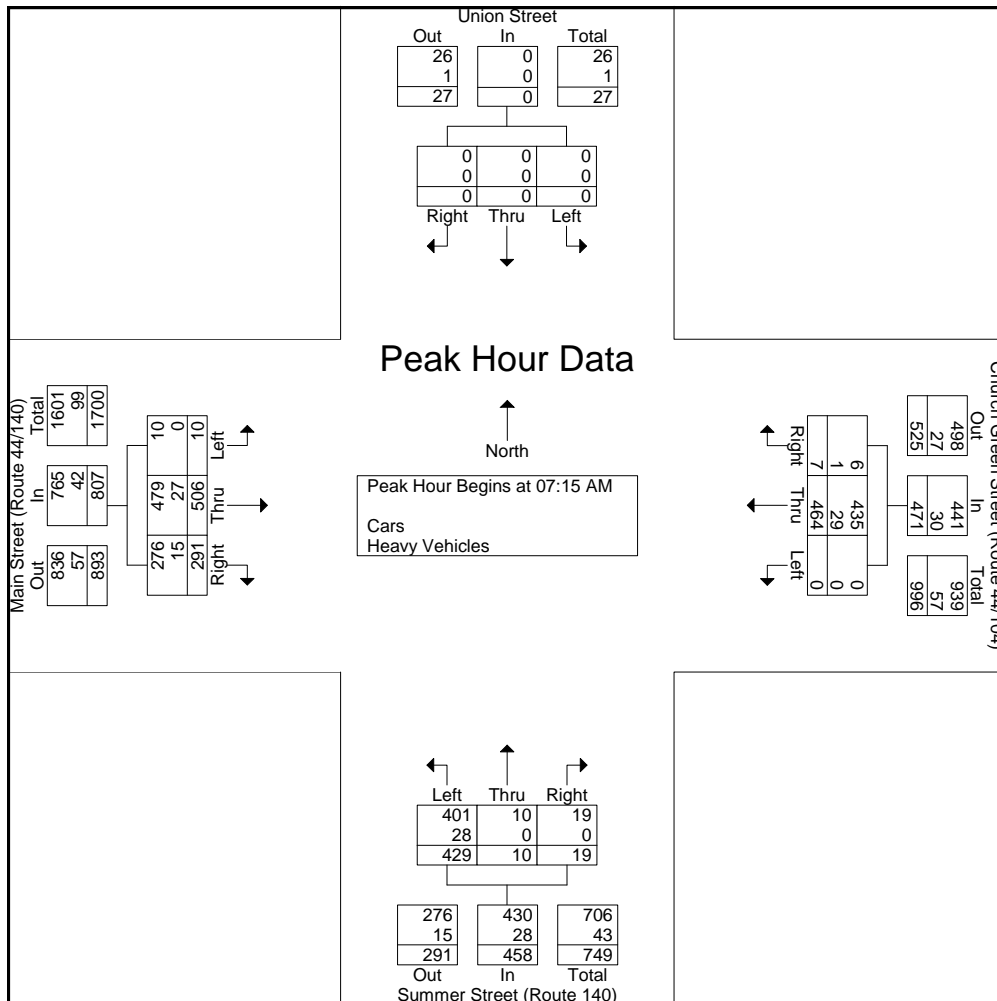 Union Street
Out In Total
26 0 26
1 0 1
27 0 27
0 0 0
0 0 0
0 0 0
Right Thru Left
Peak Hour Data
North
Peak Hour Begins at 07:15 AM
Cars
Heavy Vehicles
Main Street (Route 44/140)
Total In Out
1601 765 836
99 42 57
1700 807 893
10 479 276
0 27 15
10 506 291
Left Thru Right
Church Green Street (Route 44/104)
Out In Total
498 441 939
27 30 57
525 471 996
6 435 0
1 29 0
7 464 0
Right Thru Left
Left Thru Right
401 10 19
28 0 0
429 10 19
276 430 706
15 28 43
291 458 749
Out In Total
Summer Street (Route 140)